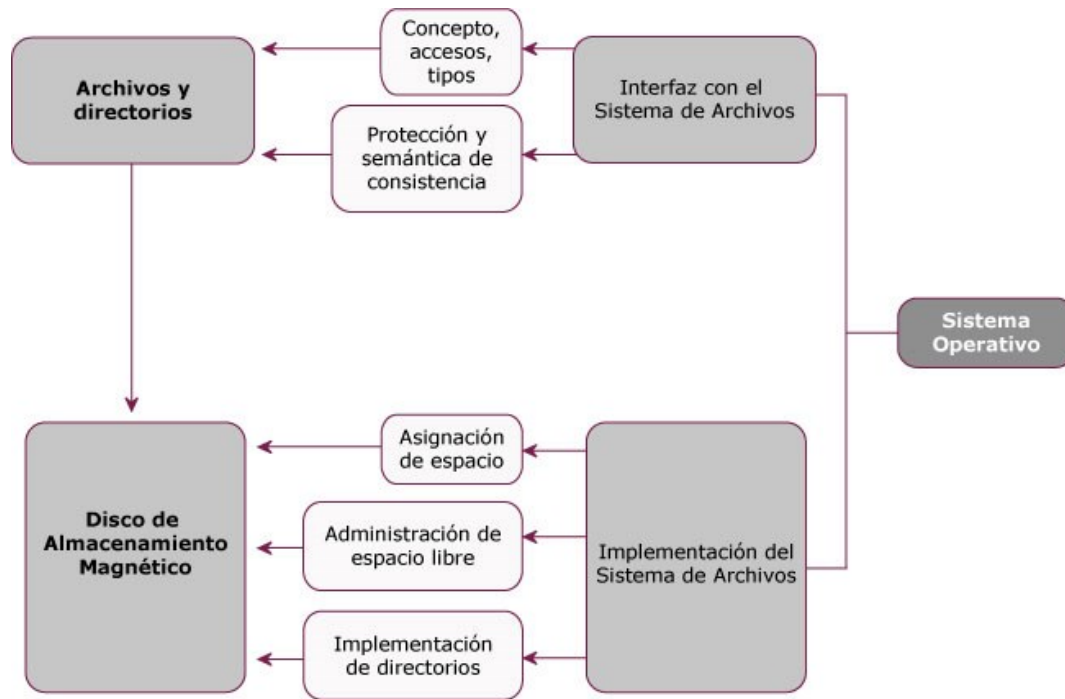 Concepto,
accesos,
tipos
Archivos y
directorios
Interfaz con el
Sistema de Archivos
Protección y
semántica de
consistencia
Sistema
Operativo
Asignación
de espacio
Disco de
Almacenamiento
Magnético
Administración de
espacio libre
Implementación del
Sistema de Archivos
Implementación
de directorios